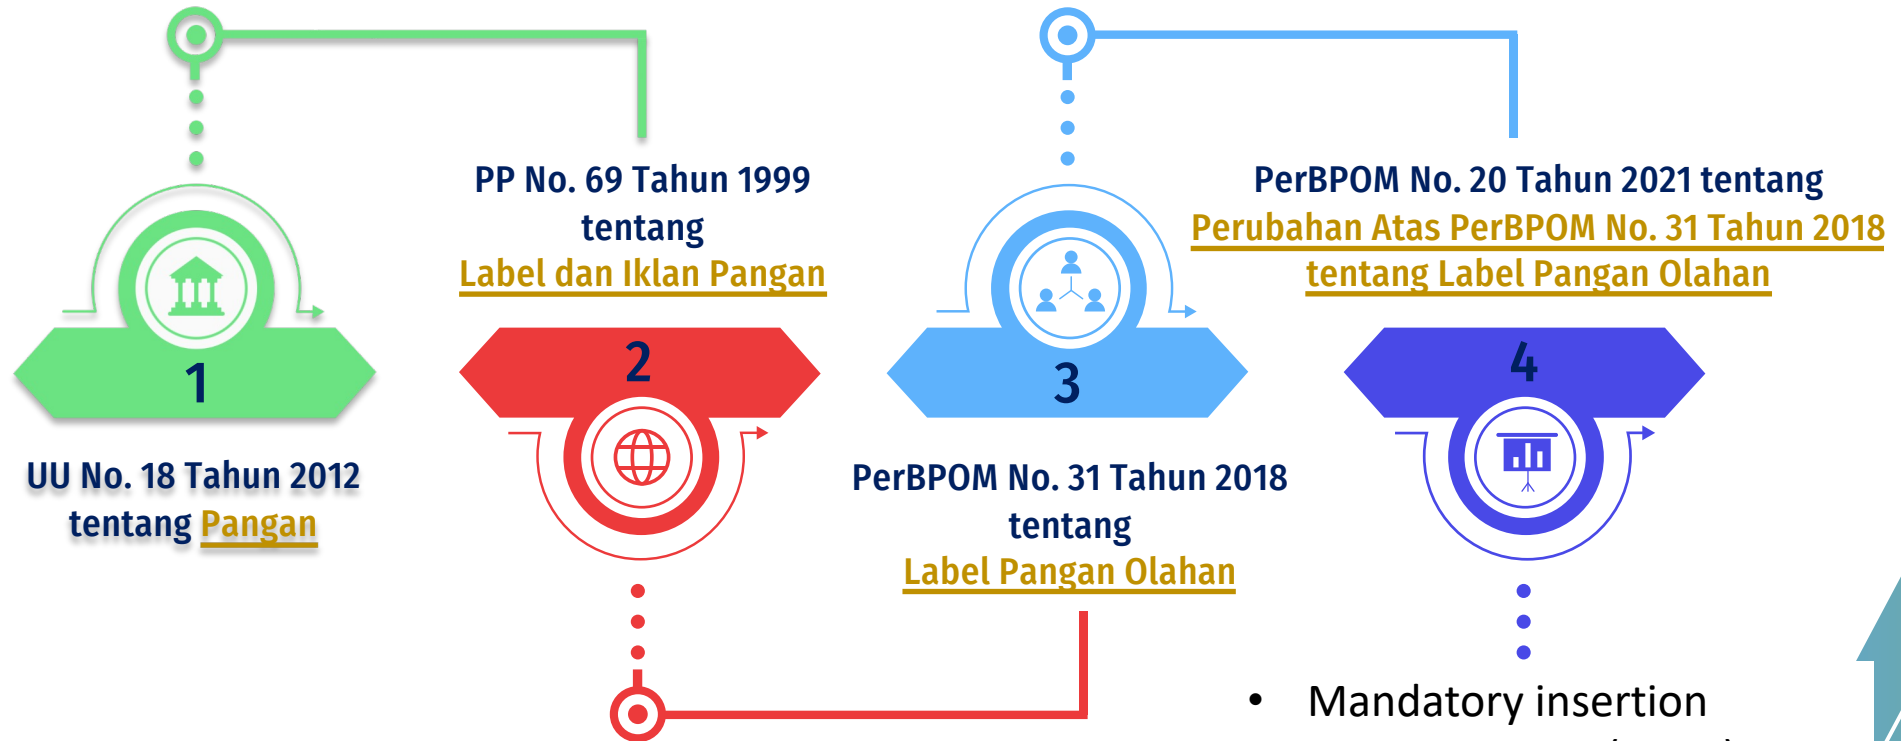 1
UU No. 18 Tahun 2012
tentang Pangan
PP No. 69 Tahun 1999
tentang
Label dan Iklan Pangan
2
3
PerBPOM No. 31 Tahun 2018
tentang
Label Pangan Olahan
PerBPOM No. 20 Tahun 2021 tentang
Perubahan Atas PerBPOM No. 31 Tahun 2018
tentang Label Pangan Olahan
4
• Mandatory insertion